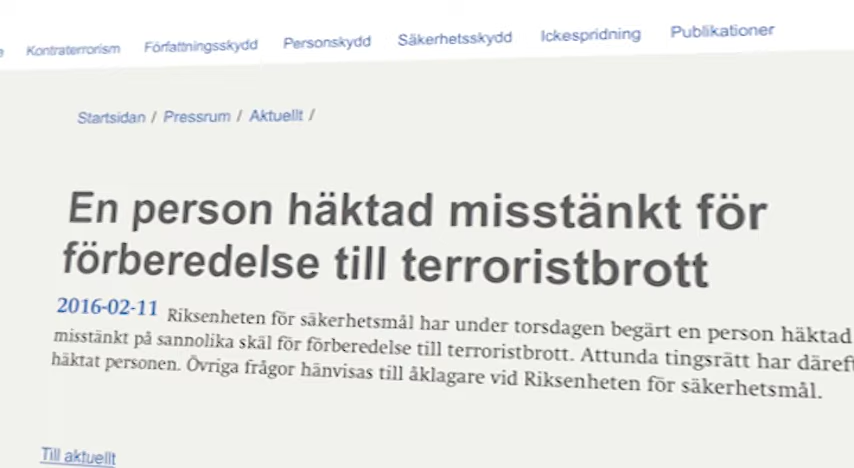 Kontraterrorism Författningsskydd Personskydd Säkerhetsskydd Ickespridning Publikationer
Startsidan / Pressrum / Aktuellt /
En person häktad misstänkt för
förberedelse till terroristbrott
2016-02-11 Riksenheten för säkerhetsmål har under torsdagen begärt en person häktad
misstänkt på sannolika skäl för förberedelse till terroristbrott. Attunda tingsrätt har däreft
häktat personen. Övriga frågor hänvisas till åklagare vid Riksenheten för säkerhetsmål.
Till aktuellt